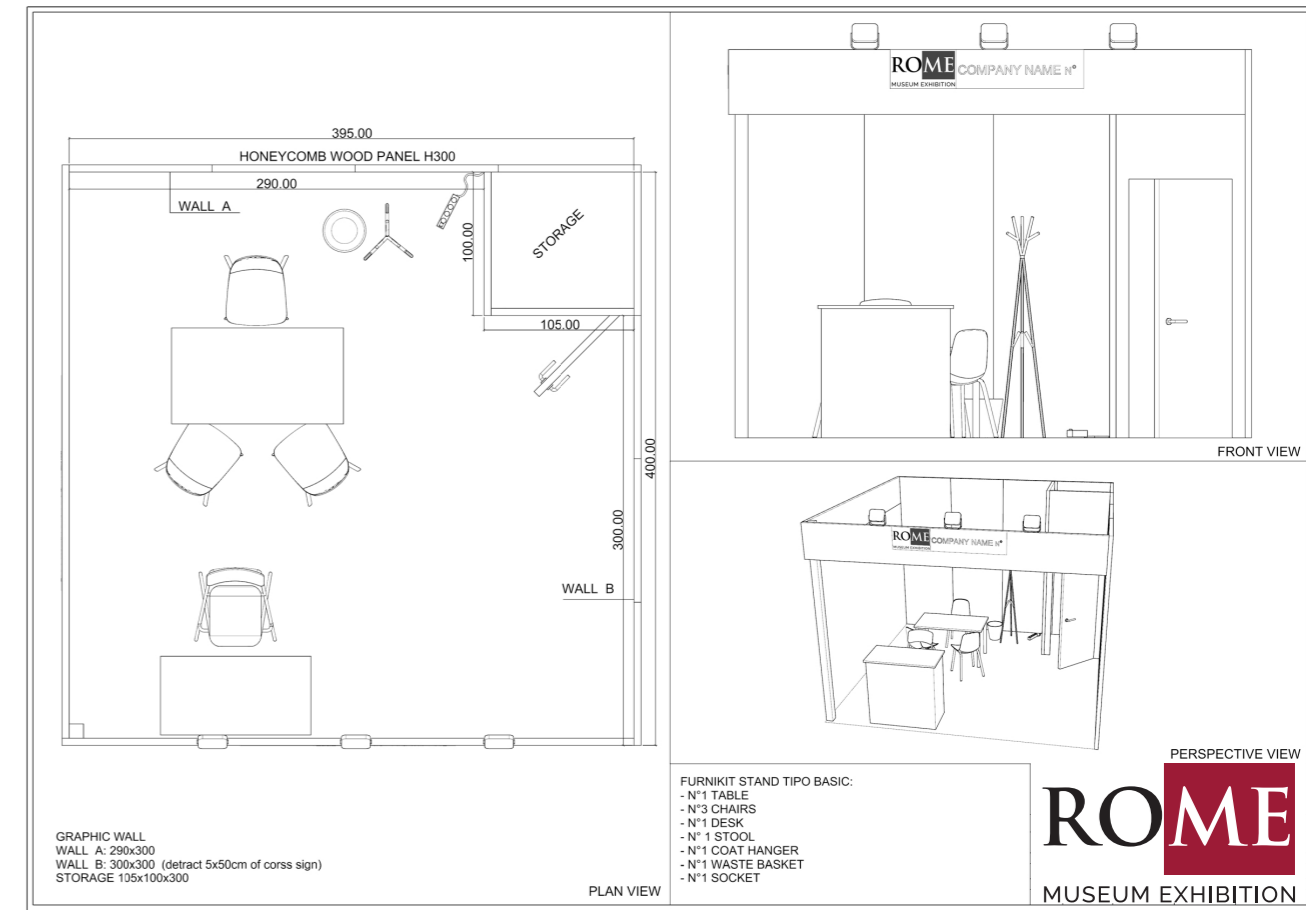 395.00
HONEYCOMB WOOD PANEL H300
290.00
WALL A
100.00
STORAGE
105.00
400.00
300.00
WALL B
GRAPHIC WALL
WALL A: 290x300
WALL B: 300x300 (detract 5x50cm of corss sign)
STORAGE 105x100x300
PLAN VIEW
ROME COMPANY NAME N°
MUSEUM EXHIBITION
FRONT VIEW
ROME COMPANY NAME N°
MUSEUM EXHIBITION
PERSPECTIVE VIEW
FURNIKIT STAND TIPO BASIC:
- N°1 TABLE
- N°3 CHAIRS
- N°1 DESK
- N° 1 STOOL
- N°1 COAT HANGER
- N°1 WASTE BASKET
- N°1 SOCKET
ROME
MUSEUM EXHIBITION